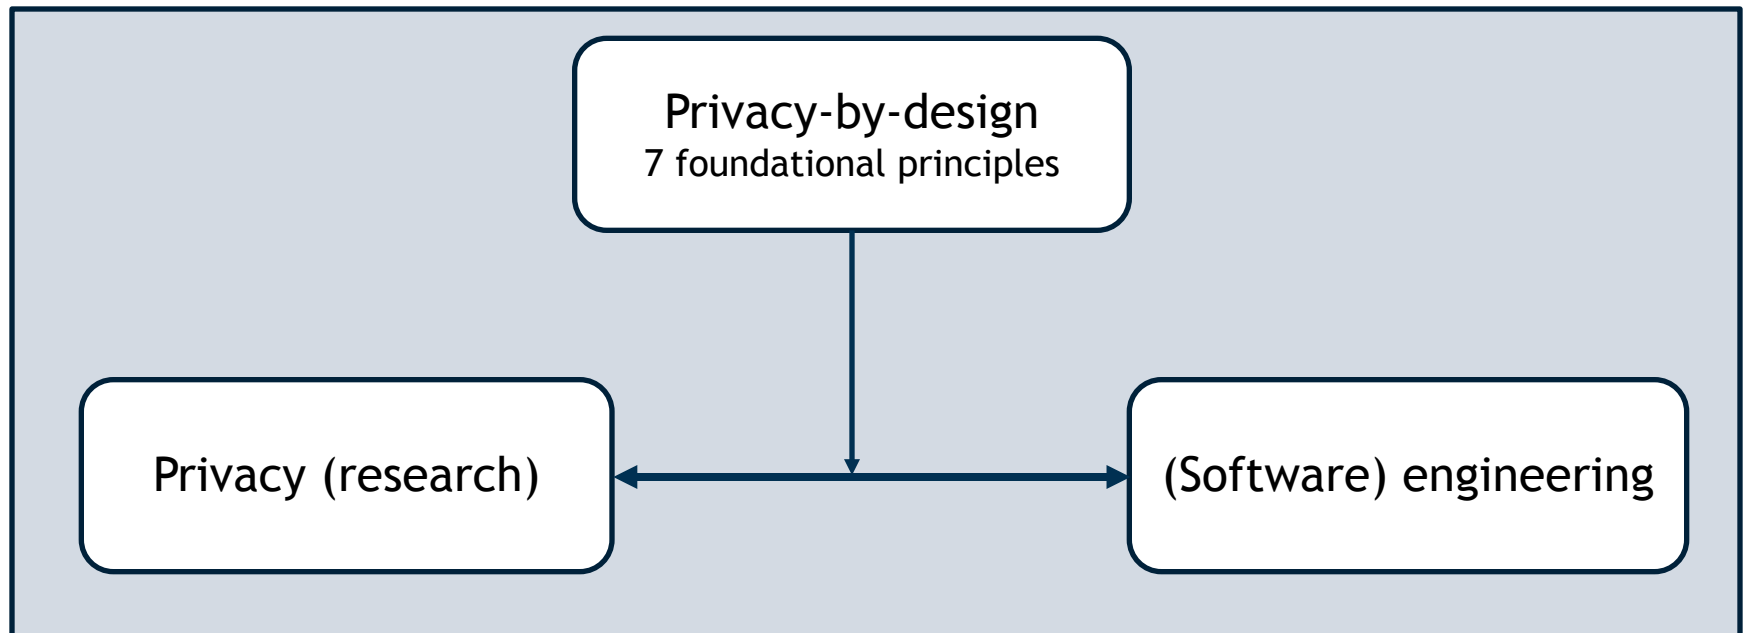 Privacy-by-design
7 foundational principles
Privacy (research)
(Software) engineering